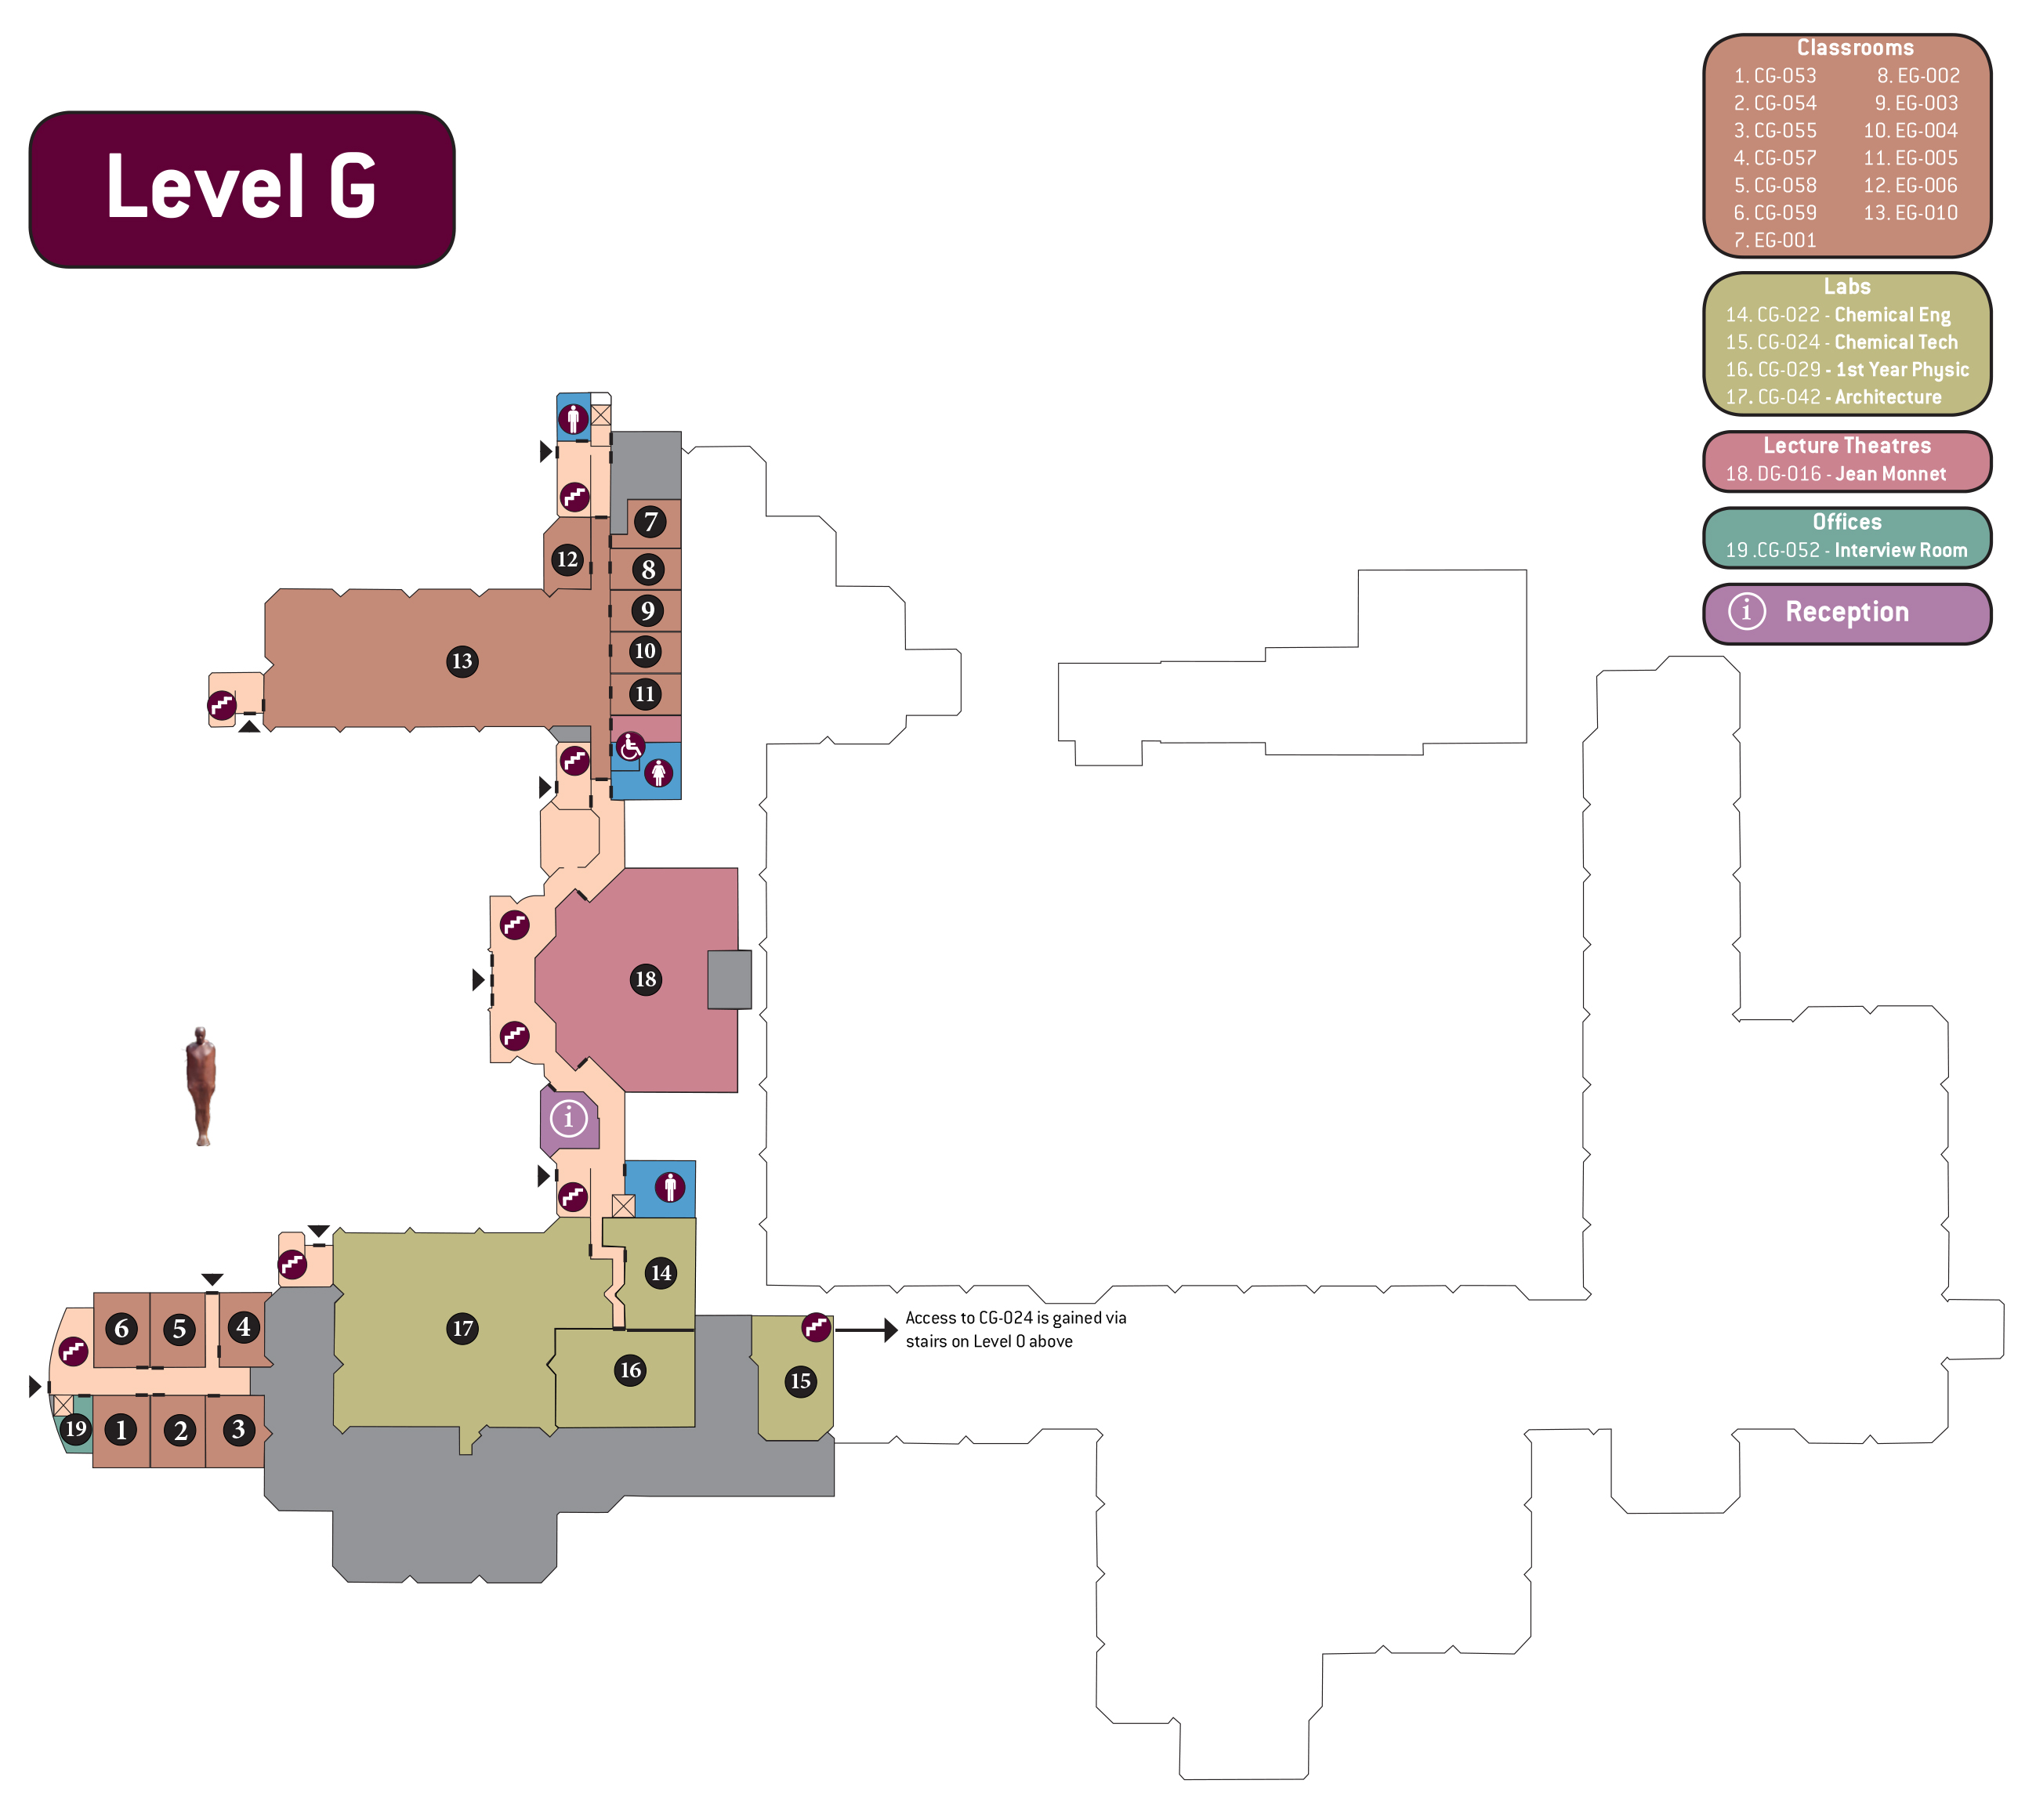 Level G
Classrooms
1. CG-053 8. EG-002
2. CG-054 9. EG-003
3. CG-055 10. EG-004
4. CG-057 11. EG-005
5. CG-058 12. EG-006
6. CG-059 13. EG-010
7. EG-001
Labs
14. CG-022 - Chemical Eng
15. CG-024 - Chemical Tech
16. CG-029 - 1st Year Physic
17. CG-042 - Architecture
Lecture Theatres
18. DG-016 - Jean Monnet
Offices
19 .CG-052 - Interview Room
i Reception
7
12
8
9
10
13
11
18
i
14
6
5
4
17
Access to CG-024 is gained via
stairs on Level 0 above
16
15
19
1
2
3